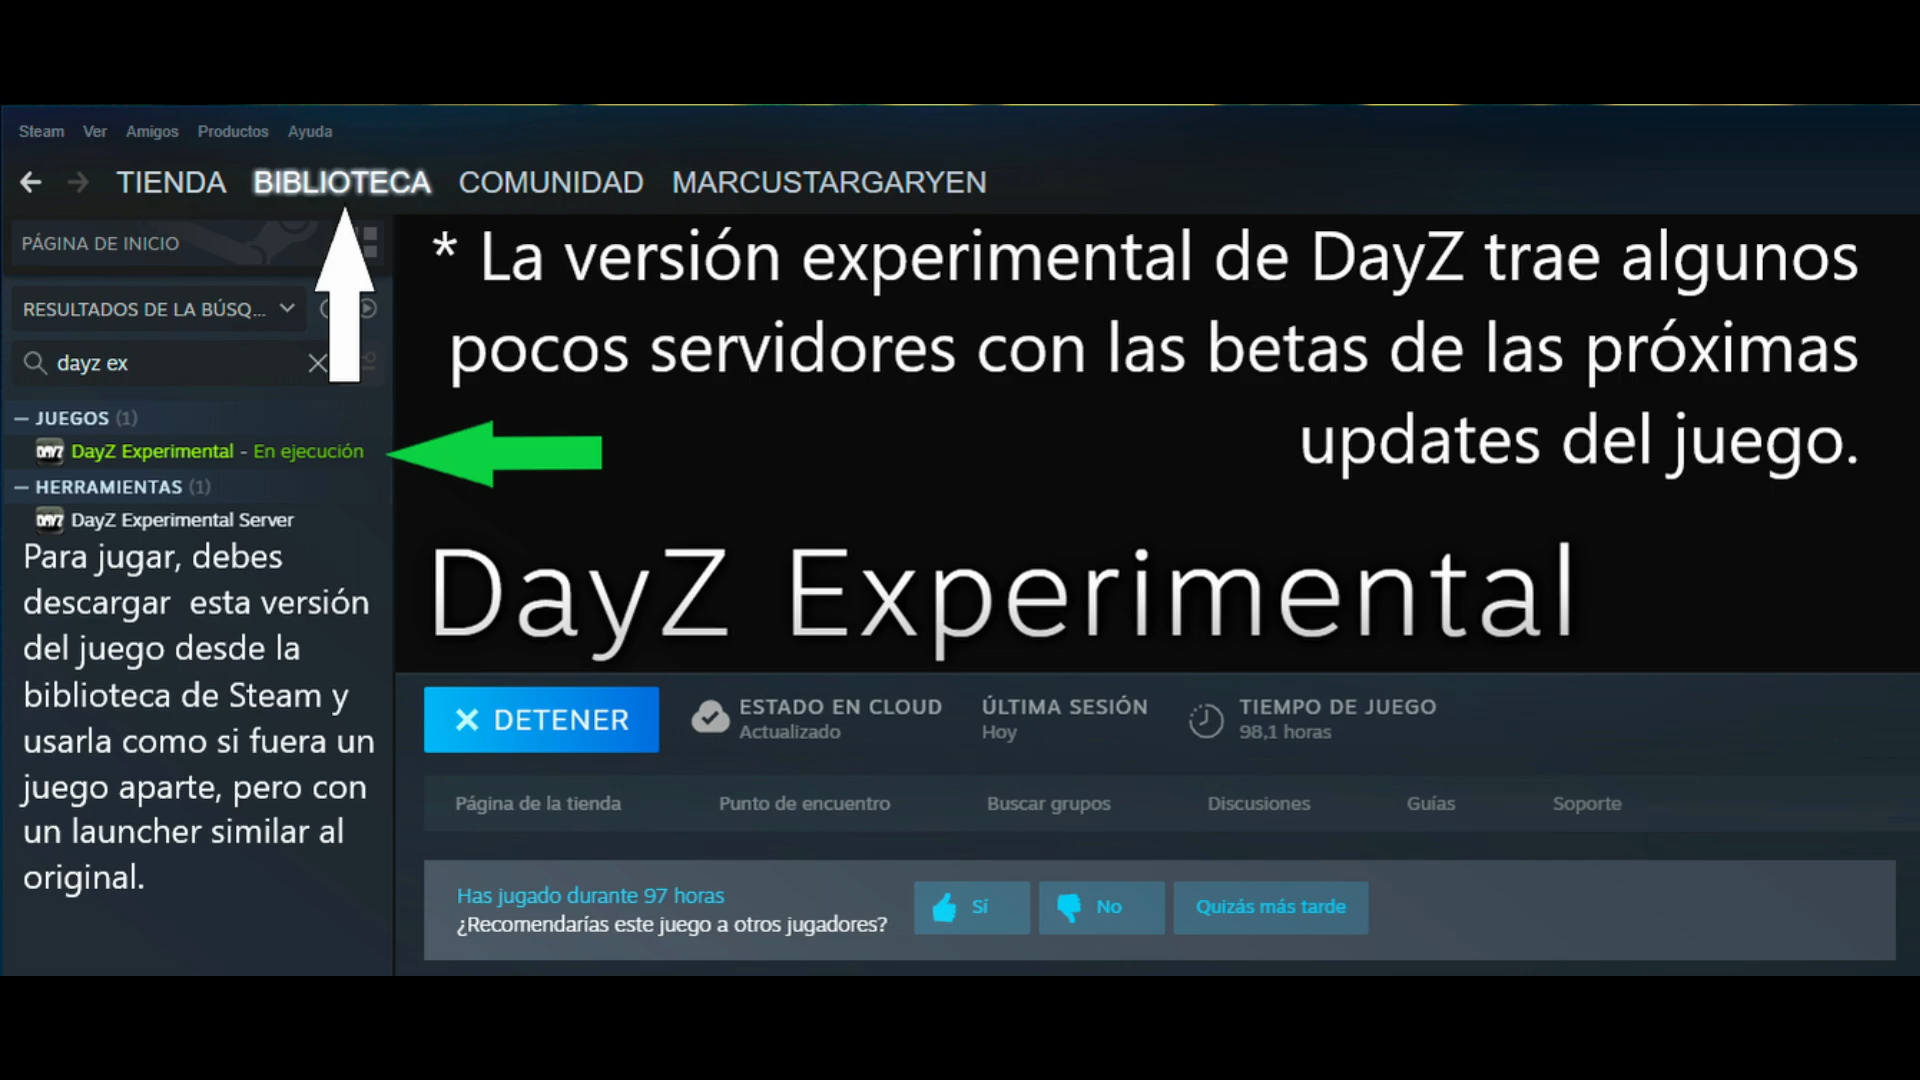 Steam Ver Amigos Productos Ayuda
TIENDA BIBLIOTECA COMUNIDAD MARCUSTARGARYEN
PÁGINA DE INICIO
RESULTADOS DE LA BÚSQ...
dayz ex
— JUEGOS (1)
DayZ Experimental - En ejecución
— HERRAMIENTAS (1)
DayZ Experimental Server
Para jugar, debes
descargar esta versión
del juego desde la
biblioteca de Steam y
usarla como si fuera un
juego aparte, pero con
un launcher similar al
original.
* La versión experimental de DayZ trae algunos
pocos servidores con las betas de las próximas
updates del juego.
DayZ Experimental
DETENER
ESTADO EN CLOUD
Actualizado
ÚLTIMA SESIÓN
Hoy
TIEMPO DE JUEGO
98,1 horas
Página de la tienda Punto de encuentro Buscar grupos Discusiones Guías Soporte
Has jugado durante 97 horas
¿Recomendarías este juego a otros jugadores?
Sí No Quizás más tarde